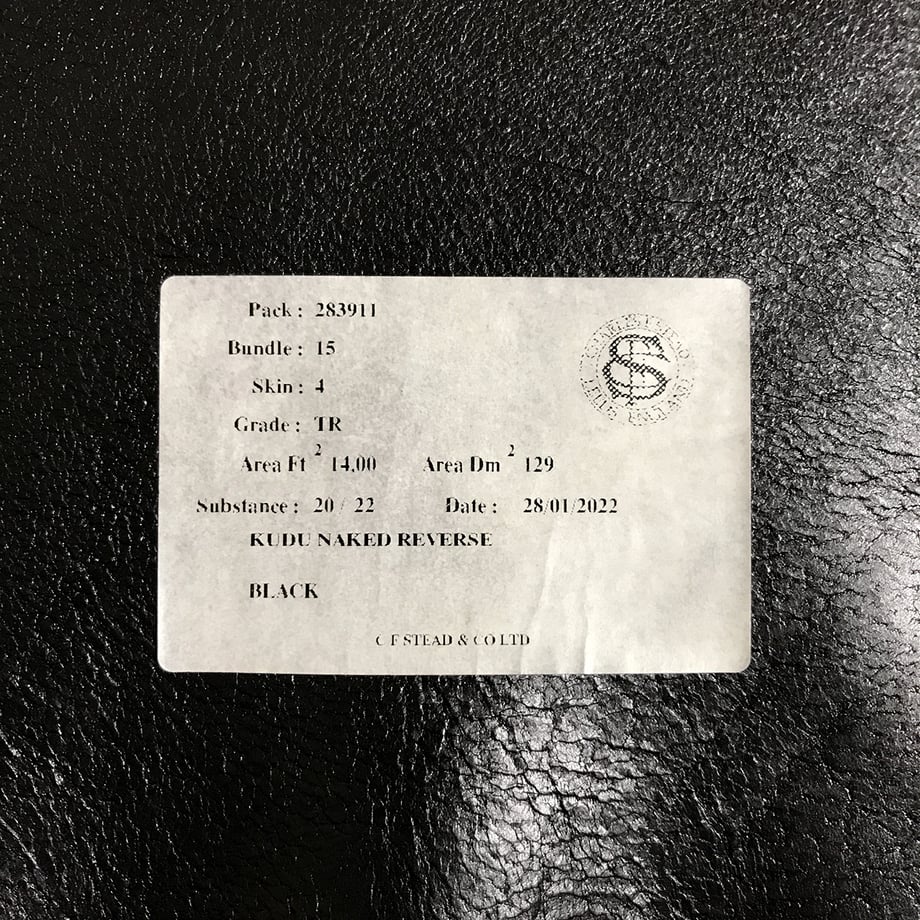 Pack : 283911
Bundle : 15
Skin : 4
Grade : TR
Area Ft 2 14.00 Area Dm 2 129
Substance : 20 / 22 Date : 28/01/2022
KUDU NAKED REVERSE
BLACK
C F STEAD & CO LTD